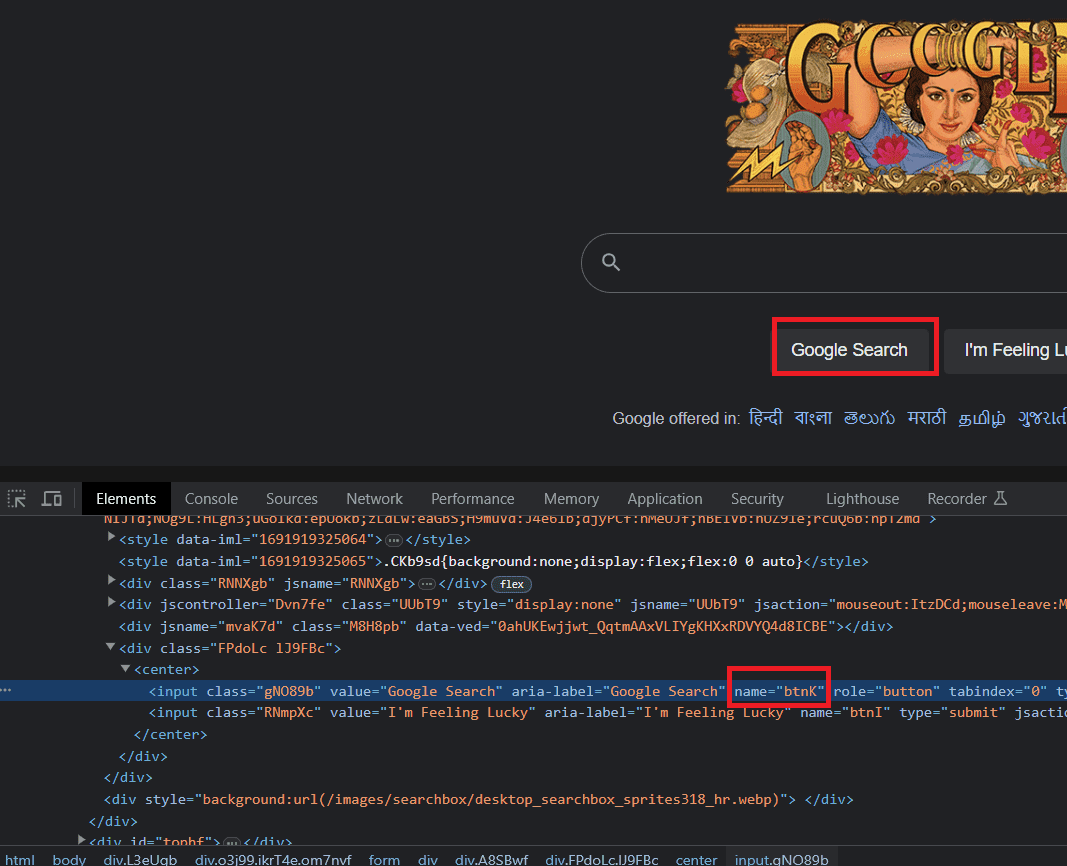 GOOGL
Google Search
I'm Feeling Lu
Google offered in: हिन्दी বাংলা తెలుగు मराठी தமிழ் ગુજરાતી
Elements Console Sources Network Performance Memory Application Security Lighthouse Recorder
<style data-iml="1691919325064">…</style>
<style data-iml="1691919325065">.CKb9sd{background:none;display:flex;flex:0 0 auto}</style>
<div class="RNNXgb" jsname="RNNXgb">…</div> flex
<div jscontroller="Dvn7fe" class="UUbT9" style="display:none" jsname="UUbT9" jsaction="mouseout:ItzDCd;mouseleave:M
<div jsname="mvaK7d" class="M8H8pb" data-ved="0ahUKEwjjwt_QqtmAAxVLIYgKHXxRDVYQ4d8ICBE"></div>
<div class="FPdoLc lJ9FBc">
<center>
<input class="gNO89b" value="Google Search" aria-label="Google Search" name="btnK" role="button" tabindex="0" ty
<input class="RNmpXc" value="I'm Feeling Lucky" aria-label="I'm Feeling Lucky" name="btnI" type="submit" jsactio
</center>
</div>
</div>
<div style="background:url(/images/searchbox/desktop_searchbox_sprites318_hr.webp)"> </div>
</div>
<div id="tophf">…</div>
html body div.L3eUgb div.o3j99.ikrT4e.om7nvf form div div.A8SBwf div.FPdoLc.lJ9FBc center input.gNO89b